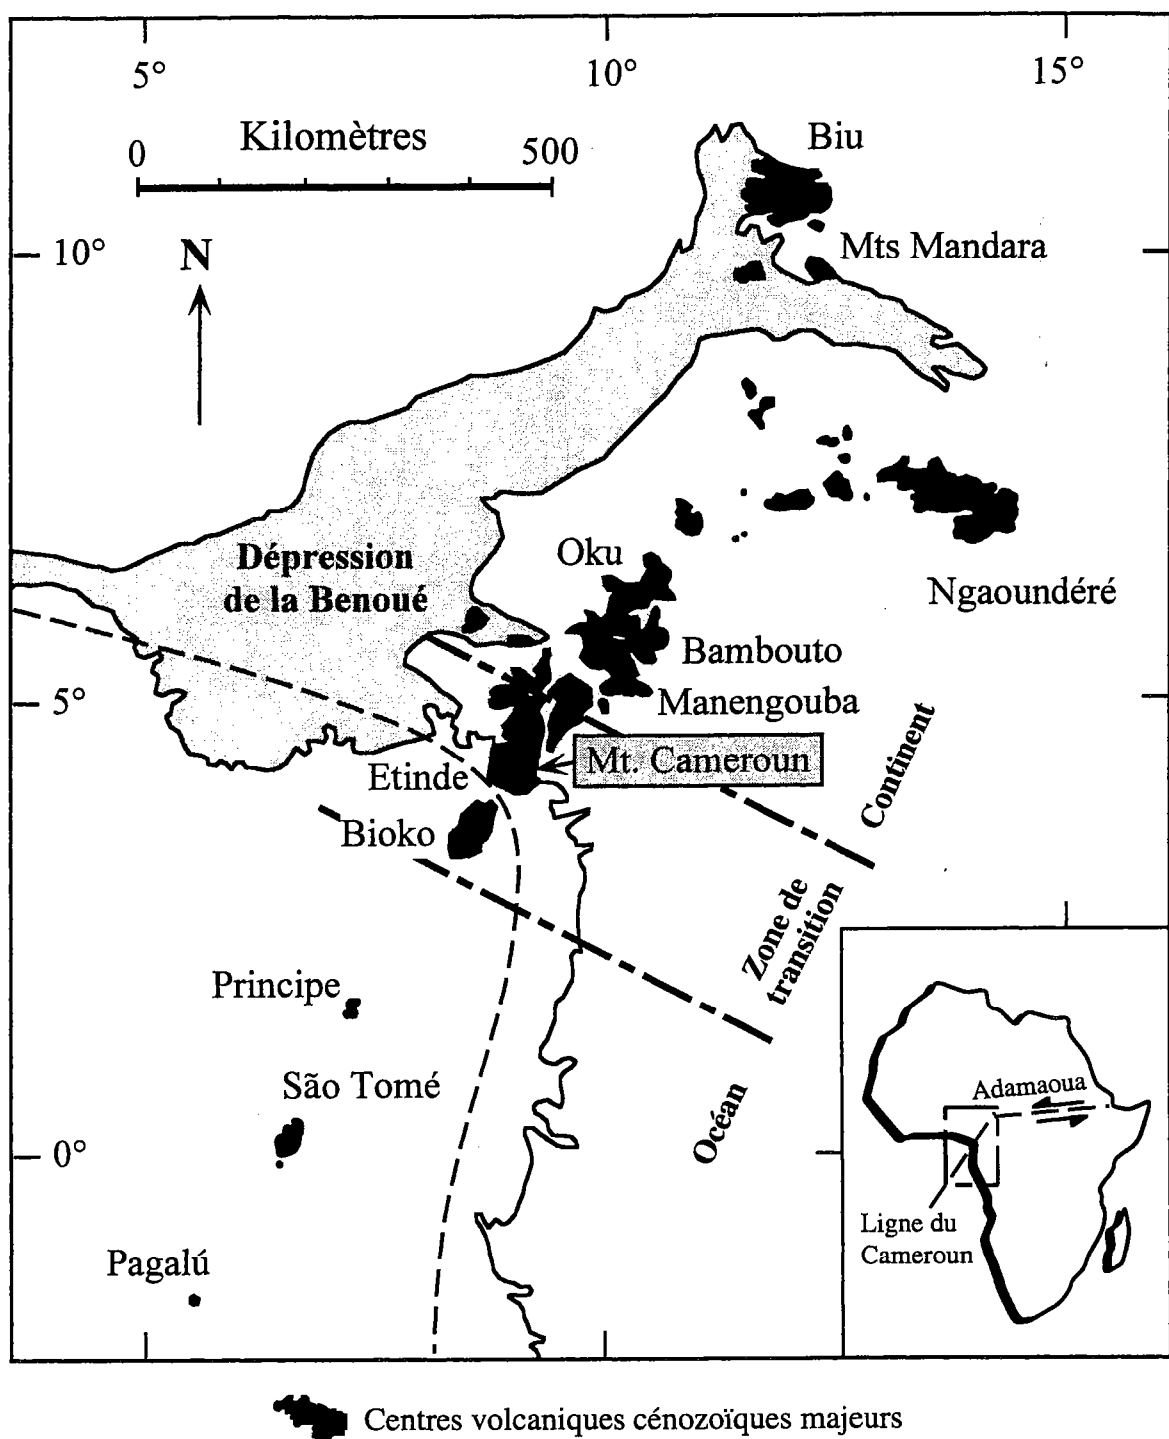 5°
10°
15°
Kilomètres
0
500
Biu
10°
N
Mts Mandara
Dépression
de la Benoué
Oku
Ngaoundéré
Bambouto
5°
Manengouba
Mt. Cameroun
Etinde
Bioko
Continent
Zone de
transition
Principe
São Tomé
Océan
0°
Pagalú
Adamaoua
Ligne du
Cameroun
Centres volcaniques cénozoïques majeurs